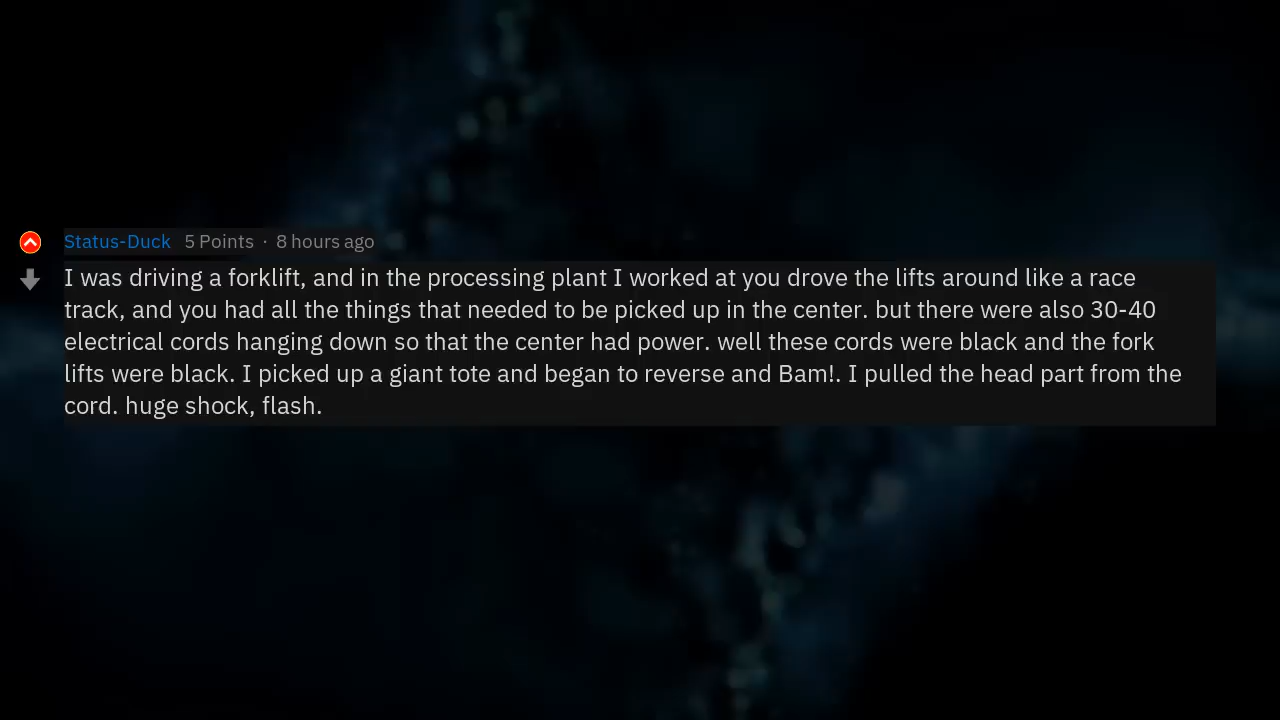 Status-Duck 5 Points · 8 hours ago
I was driving a forklift, and in the processing plant I worked at you drove the lifts around like a race
track, and you had all the things that needed to be picked up in the center. but there were also 30-40
electrical cords hanging down so that the center had power. well these cords were black and the fork
lifts were black. I picked up a giant tote and began to reverse and Bam!. I pulled the head part from the
cord. huge shock, flash.